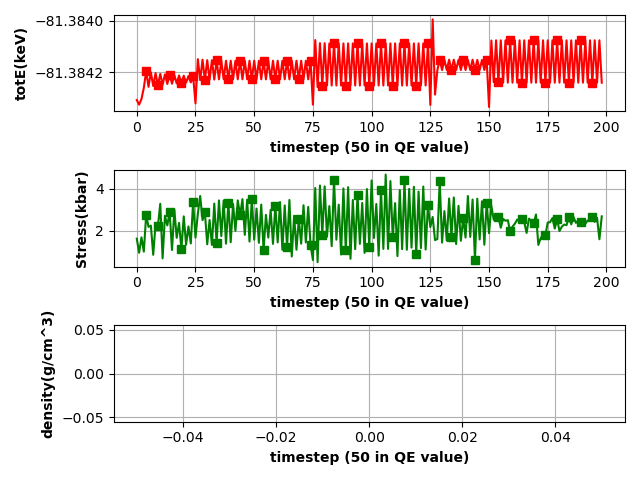 −81.3840
−81.3842
totE(keV)
0 25 50 75 100 125 150 175 200
timestep (50 in QE value)
4
2
Stress(kbar)
0 25 50 75 100 125 150 175 200
timestep (50 in QE value)
0.05
0.00
−0.05
density(g/cm^3)
−0.04 −0.02 0.00 0.02 0.04
timestep (50 in QE value)